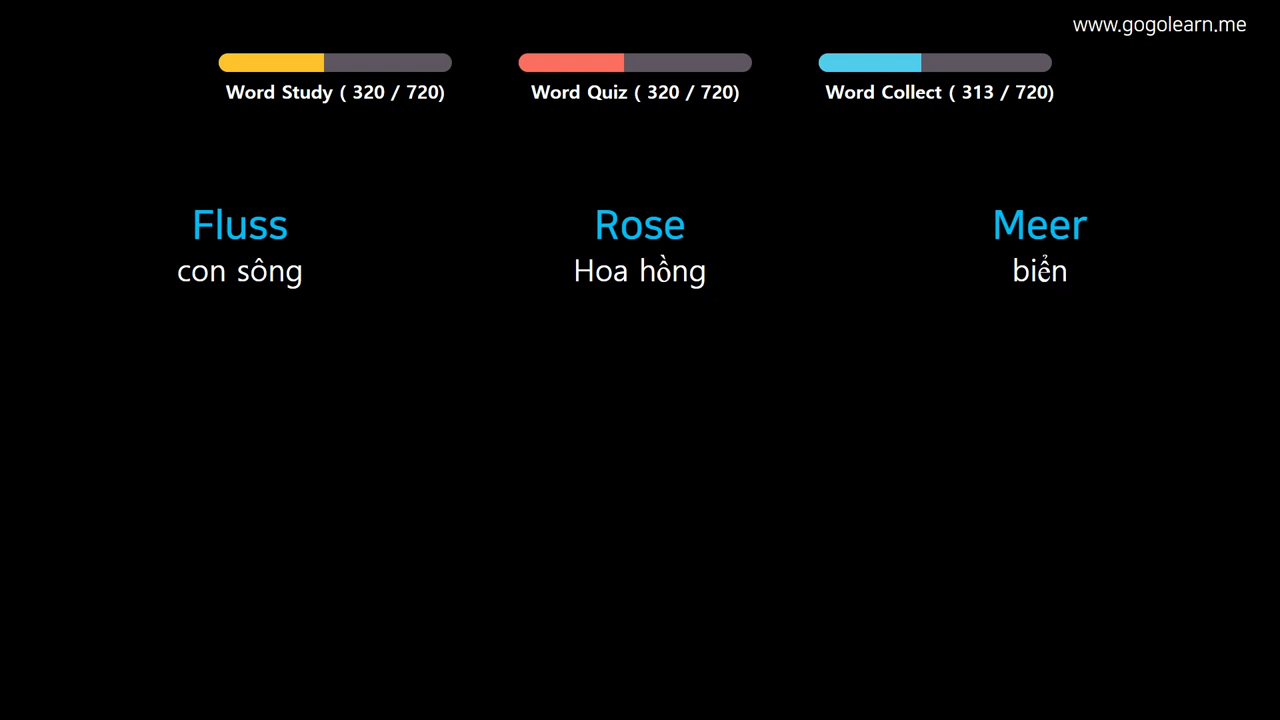 www.gogolearn.me
Word Study ( 320 / 720)
Word Quiz ( 320 / 720)
Word Collect ( 313 / 720)
Fluss
con sông
Rose
Hoa hồng
Meer
biển